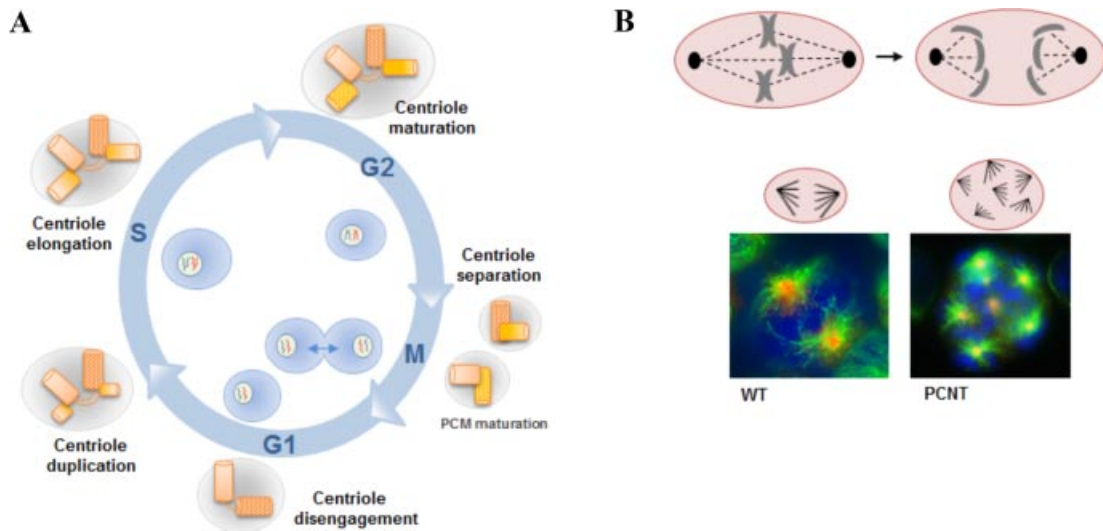 A
B
Centriole
maturation
G2
Centriole
elongation
S
Centriole
separation
M
PCM maturation
Centriole
duplication
G1
Centriole
disengagement
WT
PCNT